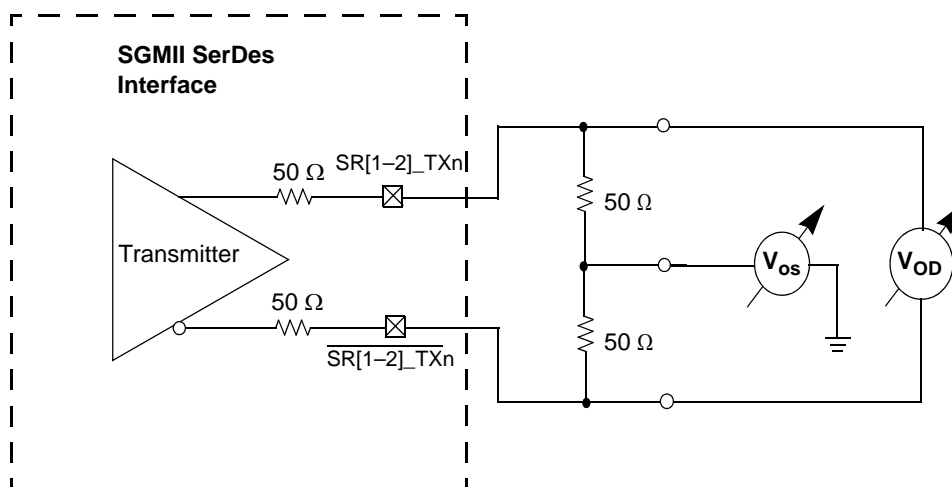 SGMII SerDes
Interface
50 Ω
SR[1–2]_TXn
50 Ω
Transmitter
Vos
VOD
50 Ω
50 Ω
SR[1–2]_TXn